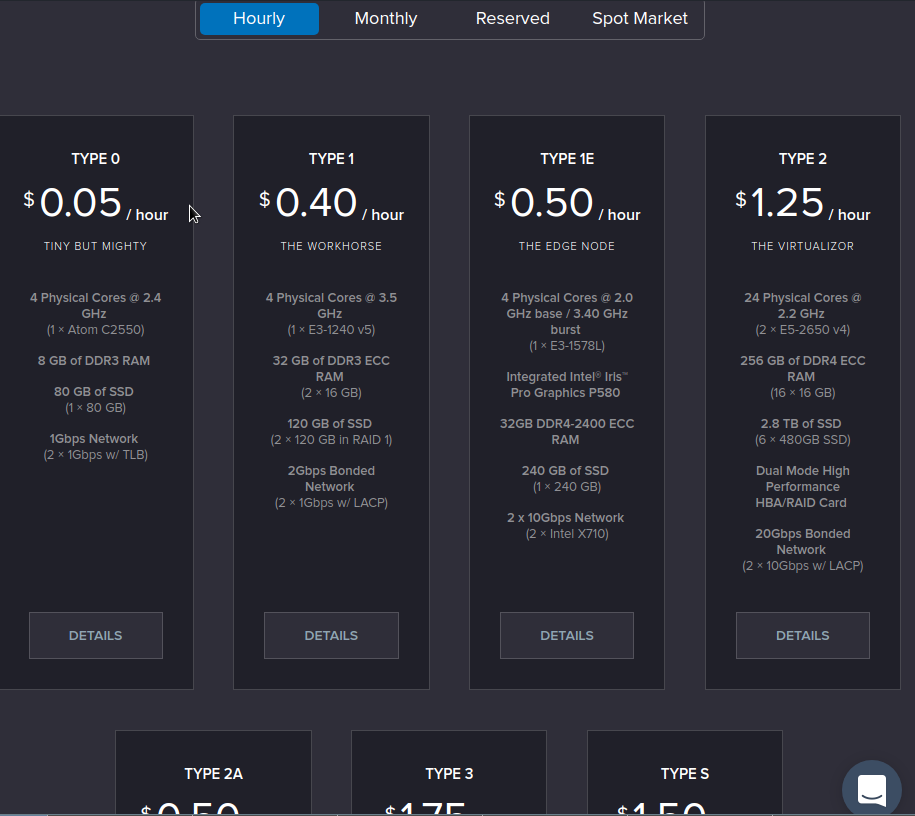 Hourly Monthly Reserved Spot Market
TYPE 0
$0.05 / hour
TINY BUT MIGHTY
4 Physical Cores @ 2.4
GHz
(1 × Atom C2550)
8 GB of DDR3 RAM
80 GB of SSD
(1 × 80 GB)
1Gbps Network
(2 × 1Gbps w/ TLB)
DETAILS
TYPE 1
$0.40 / hour
THE WORKHORSE
4 Physical Cores @ 3.5
GHz
(1 × E3-1240 v5)
32 GB of DDR3 ECC
RAM
(2 × 16 GB)
120 GB of SSD
(2 × 120 GB in RAID 1)
2Gbps Bonded
Network
(2 × 1Gbps w/ LACP)
DETAILS
TYPE 1E
$0.50 / hour
THE EDGE NODE
4 Physical Cores @ 2.0
GHz base / 3.40 GHz
burst
(1 × E3-1578L)
Integrated Intel® Iris™
Pro Graphics P580
32GB DDR4-2400 ECC
RAM
240 GB of SSD
(1 × 240 GB)
2 x 10Gbps Network
(2 × Intel X710)
DETAILS
TYPE 2
$1.25 / hour
THE VIRTUALIZOR
24 Physical Cores @
2.2 GHz
(2 × E5-2650 v4)
256 GB of DDR4 ECC
RAM
(16 × 16 GB)
2.8 TB of SSD
(6 × 480GB SSD)
Dual Mode High
Performance
HBA/RAID Card
20Gbps Bonded
Network
(2 × 10Gbps w/ LACP)
DETAILS
TYPE 2A
$0.50
TYPE 3
$1.75
TYPE S
$1.50